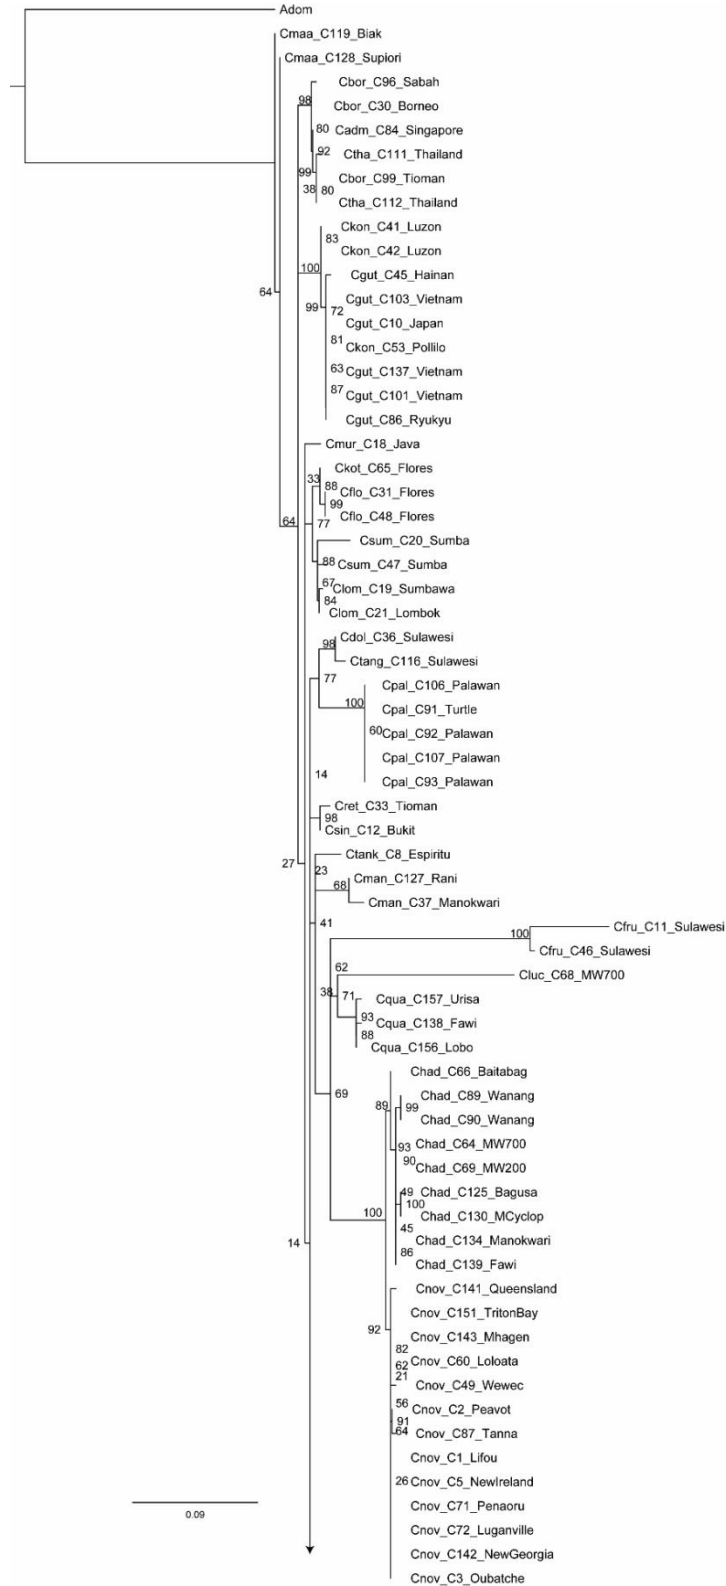 Adom
Cmaa_C119_Biak
Cmaa_C128_Supiori
Cbor_C96_Sabah
98
Cbor_C30_Borneo
80
Cadm_C84_Singapore
92
Ctha_C111_Thailand
99
Cbor_C99_Tioman
38
80
Ctha_C112_Thailand
Ckon_C41_Luzon
83
Ckon_C42_Luzon
100
Cgut_C45_Hainan
64
Cgut_C103_Vietnam
99
72
Cgut_C10_Japan
81
Ckon_C53_Pollilo
63
Cgut_C137_Vietnam
87
Cgut_C101_Vietnam
Cgut_C86_Ryukyu
Cmur_C18_Java
Ckot_C65_Flores
33
88
Cflo_C31_Flores
99
Cflo_C48_Flores
64
77
Csum_C20_Sumba
88
Csum_C47_Sumba
67
Clom_C19_Sumbawa
84
Clom_C21_Lombok
Cdol_C36_Sulawesi
98
Ctang_C116_Sulawesi
77
Cpal_C106_Palawan
100
Cpal_C91_Turtle
60
Cpal_C92_Palawan
Cpal_C107_Palawan
14
Cpal_C93_Palawan
Cret_C33_Tioman
98
Csin_C12_Bukit
Ctank_C8_Espiritu
27
23
Cman_C127_Rani
68
Cman_C37_Manokwari
41
Cfru_C11_Sulawesi
100
Cfru_C46_Sulawesi
62
Cluc_C68_MW700
38
71
Cqua_C157_Urisa
93
Cqua_C138_Fawi
88
Cqua_C156_Lobo
Chad_C66_Baitabag
69
Chad_C89_Wanang
89
99
Chad_C90_Wanang
93
Chad_C64_MW700
90
Chad_C69_MW200
49
Chad_C125_Bagusa
100
100
Chad_C130_MCyclop
45
Chad_C134_Manokwari
14
86
Chad_C139_Fawi
Cnov_C141_Queensland
Cnov_C151_TritonBay
92
Cnov_C143_Mhagen
82
Cnov_C60_Loloata
62
21
Cnov_C49_Wewec
56
Cnov_C2_Peavot
91
Cnov_C87_Tanna
64
Cnov_C1_Lifou
26
Cnov_C5_NewIreland
Cnov_C71_Penaoru
0.09
Cnov_C72_Luganville
Cnov_C142_NewGeorgia
Cnov_C3_Oubatche